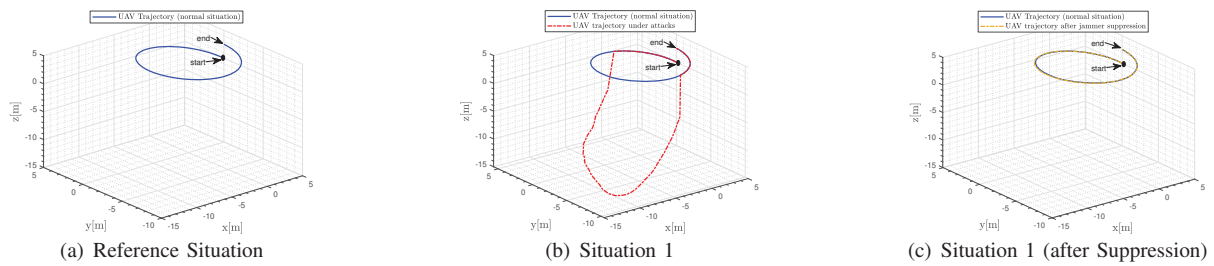 UAV Trajectory (normal situation)
end
start
5
0
-5
-10
-15
z[m]
5
0
-5
-10
y[m]
-15
-10
-5
0
5
x[m]
(a) Reference Situation
UAV Trajectory (normal situation)
UAV trajectory under attacks
end
start
5
0
-5
-10
-15
z[m]
5
0
-5
-10
y[m]
-15
-10
-5
0
5
x[m]
(b) Situation 1
UAV Trajectory (normal situation)
UAV trajectory after jammer suppression
end
start
5
0
-5
-10
-15
z[m]
5
0
-5
-10
y[m]
-15
-10
-5
0
5
x[m]
(c) Situation 1 (after Suppression)